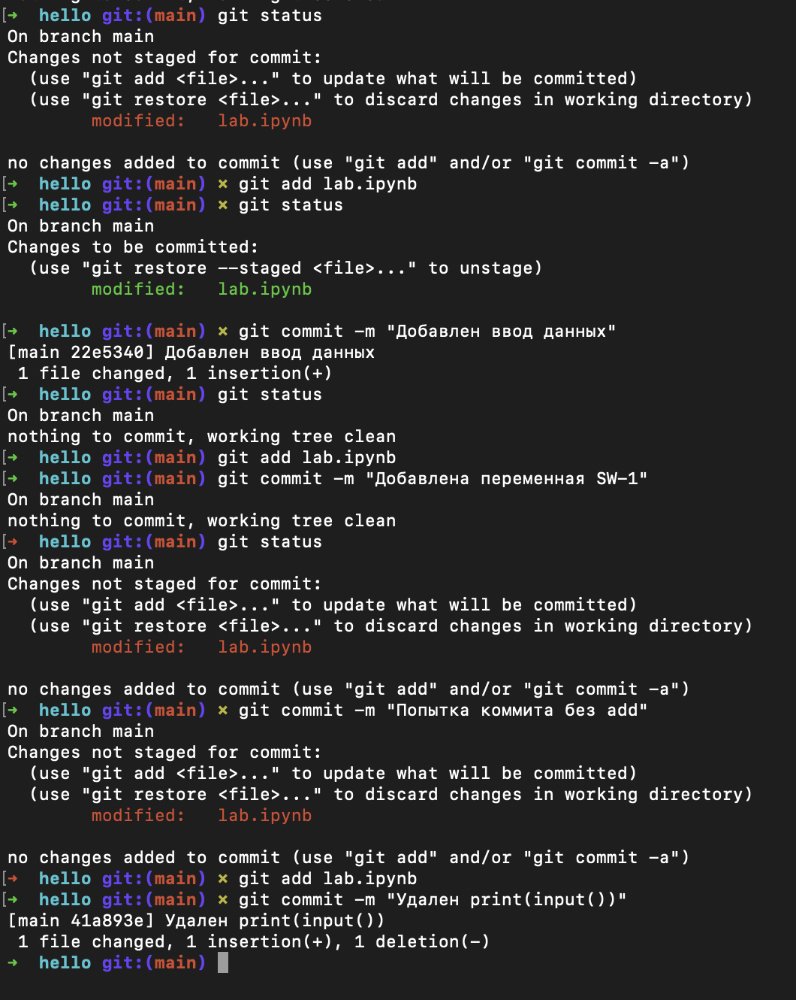 [➜  hello git:(main) git status
On branch main
Changes not staged for commit:
  (use "git add <file>..." to update what will be committed)
  (use "git restore <file>..." to discard changes in working directory)
        modified:   lab.ipynb
no changes added to commit (use "git add" and/or "git commit -a")
[➜  hello git:(main) ✗ git add lab.ipynb
[➜  hello git:(main) ✗ git status
On branch main
Changes to be committed:
  (use "git restore --staged <file>..." to unstage)
        modified:   lab.ipynb
[➜  hello git:(main) ✗ git commit -m "Добавлен ввод данных"
[main 22e5340] Добавлен ввод данных
 1 file changed, 1 insertion(+)
[➜  hello git:(main) git status
On branch main
nothing to commit, working tree clean
[➜  hello git:(main) git add lab.ipynb
[➜  hello git:(main) git commit -m "Добавлена переменная SW-1"
On branch main
nothing to commit, working tree clean
[➜  hello git:(main) git status
On branch main
Changes not staged for commit:
  (use "git add <file>..." to update what will be committed)
  (use "git restore <file>..." to discard changes in working directory)
        modified:   lab.ipynb
no changes added to commit (use "git add" and/or "git commit -a")
[➜  hello git:(main) ✗ git commit -m "Попытка коммита без add"
On branch main
Changes not staged for commit:
  (use "git add <file>..." to update what will be committed)
  (use "git restore <file>..." to discard changes in working directory)
        modified:   lab.ipynb
no changes added to commit (use "git add" and/or "git commit -a")
[➜  hello git:(main) ✗ git add lab.ipynb
[➜  hello git:(main) ✗ git commit -m "Удален print(input())"
[main 41a893e] Удален print(input())
 1 file changed, 1 insertion(+), 1 deletion(-)
➜  hello git:(main)